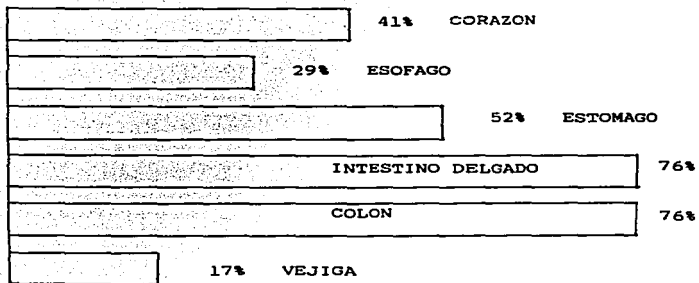 41% CORAZON
29% ESOFAGO
52% ESTOMAGO
INTESTINO DELGADO 76%
COLON 76%
17% VEJIGA